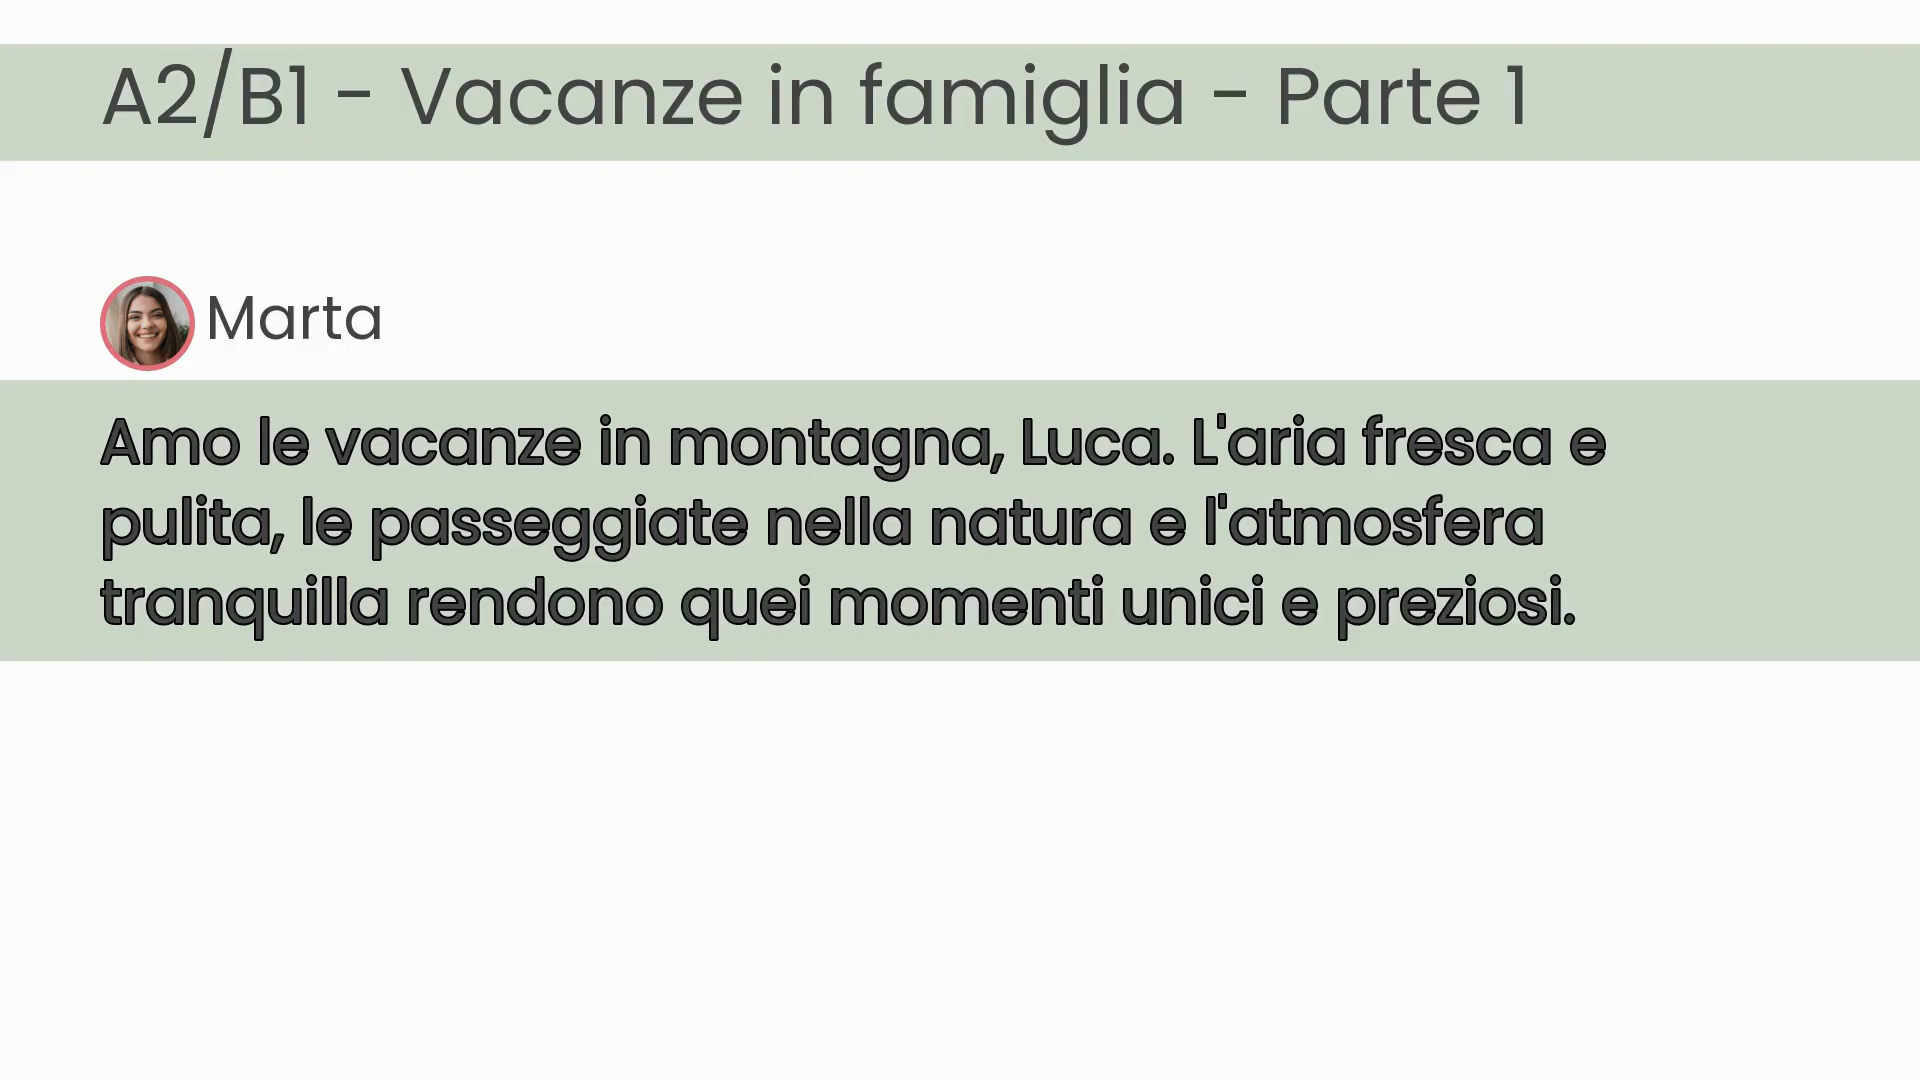 A2/B1 - Vacanze in famiglia - Parte 1
Marta
Amo le vacanze in montagna, Luca. L'aria fresca e
pulita, le passeggiate nella natura e l'atmosfera
tranquilla rendono quei momenti unici e preziosi.